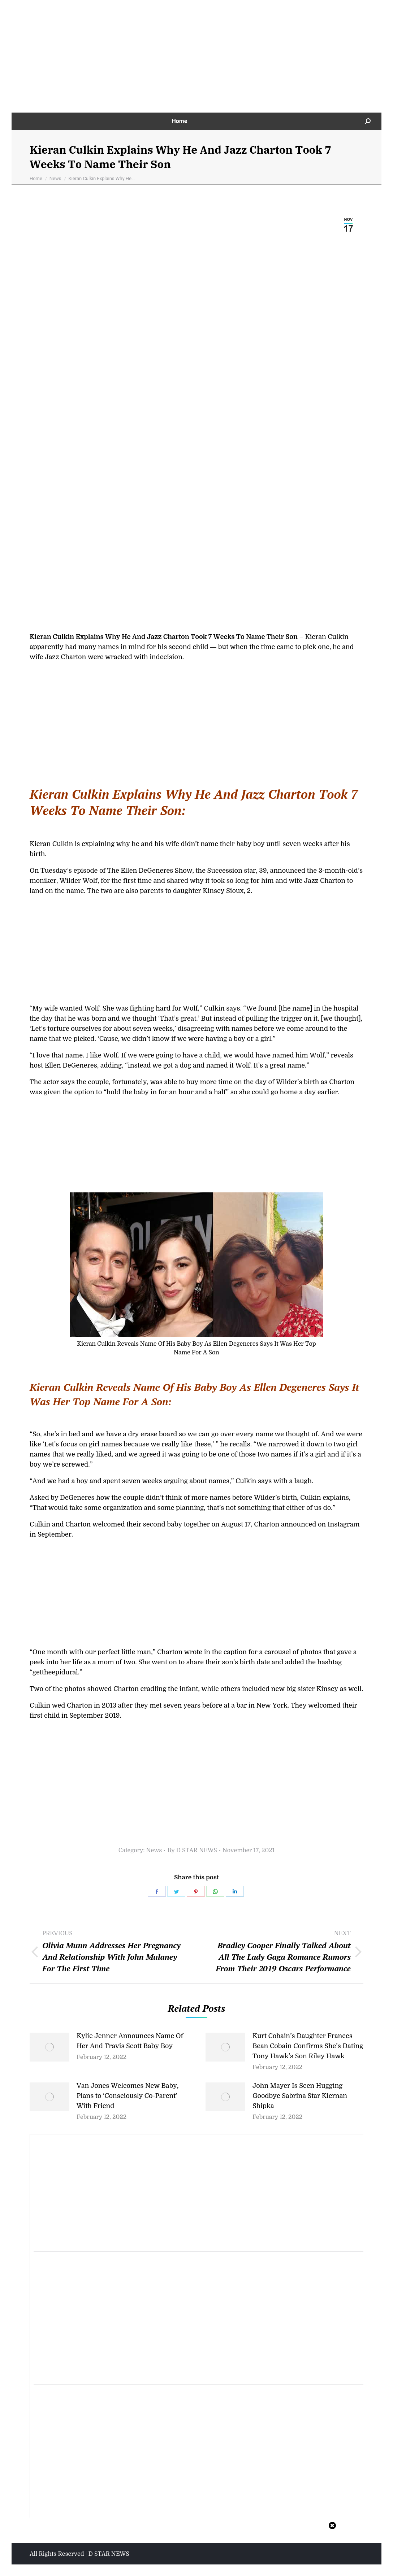 Home
Kieran Culkin Explains Why He And Jazz Charton Took 7
Weeks To Name Their Son
Home / News / Kieran Culkin Explains Why He…
NOV
17
Kieran Culkin Explains Why He And Jazz Charton Took 7 Weeks To Name Their Son – Kieran Culkin
apparently had many names in mind for his second child — but when the time came to pick one, he and
wife Jazz Charton were wracked with indecision.
Kieran Culkin Explains Why He And Jazz Charton Took 7
Weeks To Name Their Son:
Kieran Culkin is explaining why he and his wife didn’t name their baby boy until seven weeks after his
birth.
On Tuesday’s episode of The Ellen DeGeneres Show, the Succession star, 39, announced the 3-month-old’s
moniker, Wilder Wolf, for the first time and shared why it took so long for him and wife Jazz Charton to
land on the name. The two are also parents to daughter Kinsey Sioux, 2.
“My wife wanted Wolf. She was fighting hard for Wolf,” Culkin says. “We found [the name] in the hospital
the day that he was born and we thought ‘That’s great.’ But instead of pulling the trigger on it, [we thought],
‘Let’s torture ourselves for about seven weeks,’ disagreeing with names before we came around to the
name that we picked. ‘Cause, we didn’t know if we were having a boy or a girl.”
“I love that name. I like Wolf. If we were going to have a child, we would have named him Wolf,” reveals
host Ellen DeGeneres, adding, “instead we got a dog and named it Wolf. It’s a great name.”
The actor says the couple, fortunately, was able to buy more time on the day of Wilder’s birth as Charton
was given the option to “hold the baby in for an hour and a half” so she could go home a day earlier.
Kieran Culkin Reveals Name Of His Baby Boy As Ellen Degeneres Says It Was Her Top
Name For A Son
Kieran Culkin Reveals Name Of His Baby Boy As Ellen Degeneres Says It
Was Her Top Name For A Son:
“So, she’s in bed and we have a dry erase board so we can go over every name we thought of. And we were
like ‘Let’s focus on girl names because we really like these,’ ” he recalls. “We narrowed it down to two girl
names that we really liked, and we agreed it was going to be one of those two names if it’s a girl and if it’s a
boy we’re screwed.”
“And we had a boy and spent seven weeks arguing about names,” Culkin says with a laugh.
Asked by DeGeneres how the couple didn’t think of more names before Wilder’s birth, Culkin explains,
“That would take some organization and some planning, that’s not something that either of us do.”
Culkin and Charton welcomed their second baby together on August 17, Charton announced on Instagram
in September.
“One month with our perfect little man,” Charton wrote in the caption for a carousel of photos that gave a
peek into her life as a mom of two. She went on to share their son’s birth date and added the hashtag
“gettheepidural.”
Two of the photos showed Charton cradling the infant, while others included new big sister Kinsey as well.
Culkin wed Charton in 2013 after they met seven years before at a bar in New York. They welcomed their
first child in September 2019.
Category: News • By D STAR NEWS • November 17, 2021
Share this post
PREVIOUS
Olivia Munn Addresses Her Pregnancy
And Relationship With John Mulaney
For The First Time
NEXT
Bradley Cooper Finally Talked About
All The Lady Gaga Romance Rumors
From Their 2019 Oscars Performance
Related Posts
Kylie Jenner Announces Name Of
Her And Travis Scott Baby Boy
February 12, 2022
Kurt Cobain’s Daughter Frances
Bean Cobain Confirms She’s Dating
Tony Hawk’s Son Riley Hawk
February 12, 2022
Van Jones Welcomes New Baby,
Plans to ‘Consciously Co-Parent’
With Friend
February 12, 2022
John Mayer Is Seen Hugging
Goodbye Sabrina Star Kiernan
Shipka
February 12, 2022
All Rights Reserved | D STAR NEWS